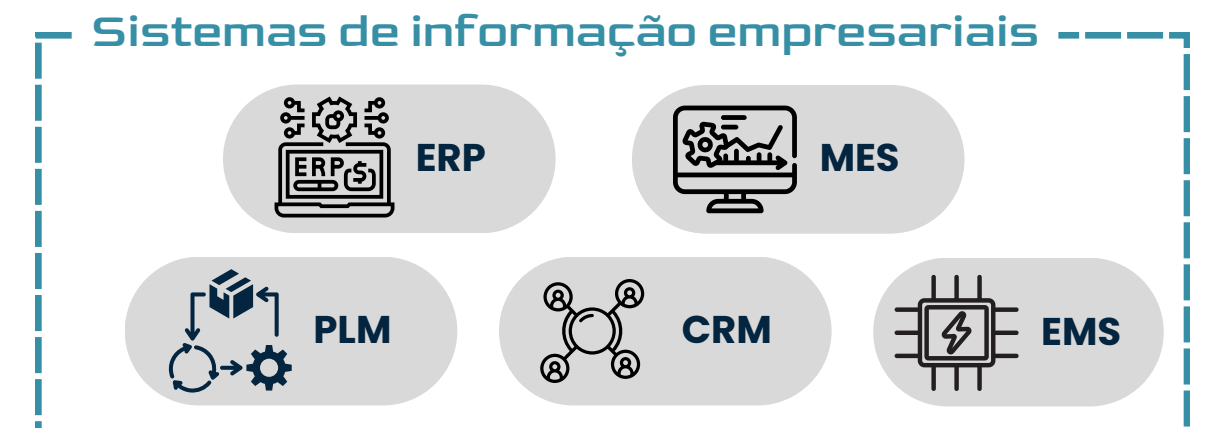 Sistemas de informação empresariais
ERP $
ERP
MES
PLM
CRM
EMS